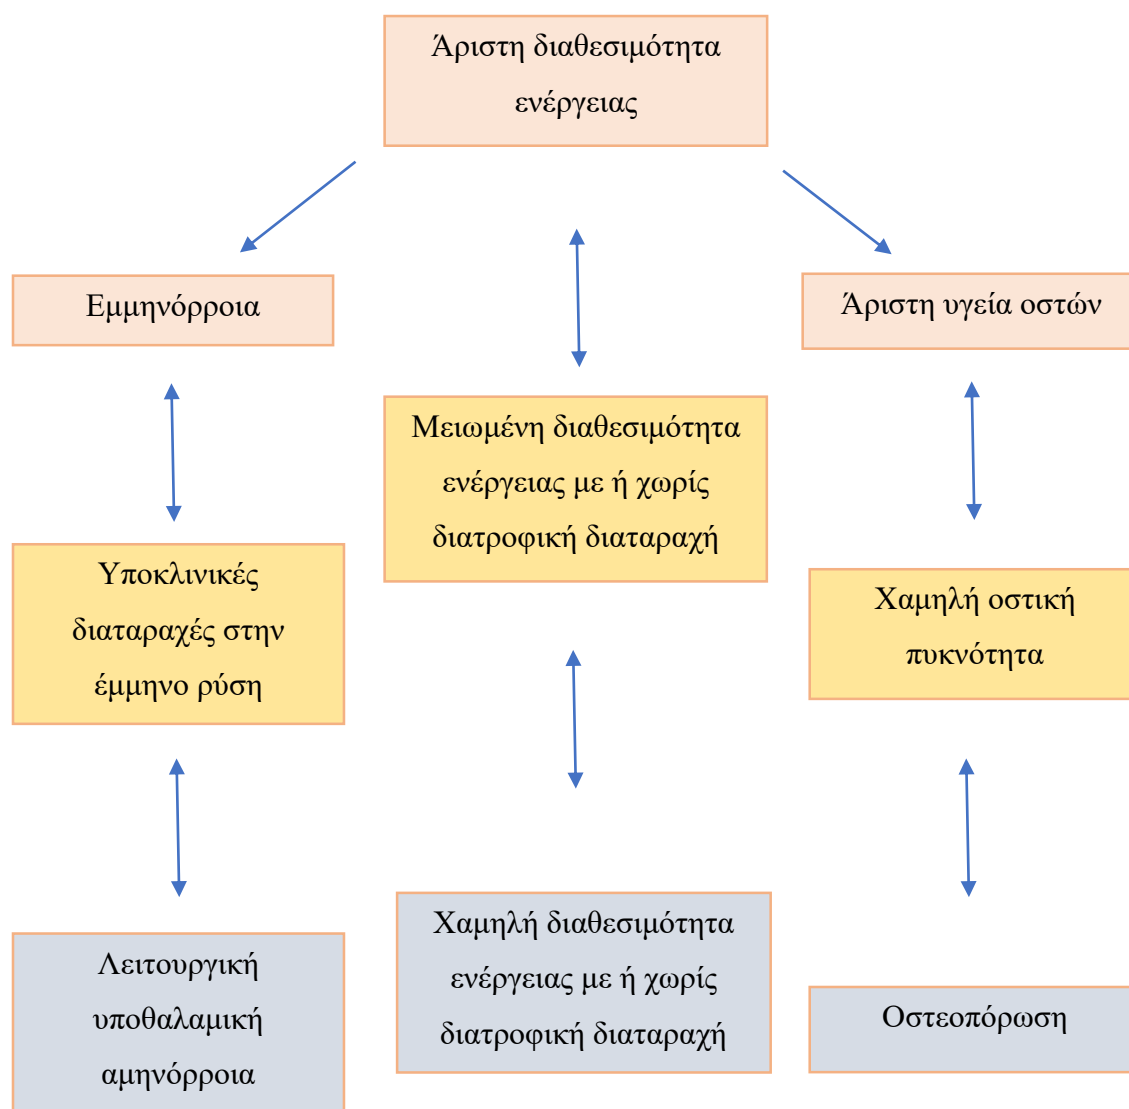 Άριστη διαθεσιμότητα
ενέργειας
Εμμηνόρροια
Άριστη υγεία οστών
Μειωμένη διαθεσιμότητα
ενέργειας με ή χωρίς
διατροφική διαταραχή
Υποκλινικές
διαταραχές στην
έμμηνο ρύση
Χαμηλή οστική
πυκνότητα
Χαμηλή διαθεσιμότητα
ενέργειας με ή χωρίς
διατροφική διαταραχή
Λειτουργική
υποθαλαμική
αμηνόρροια
Οστεοπόρωση